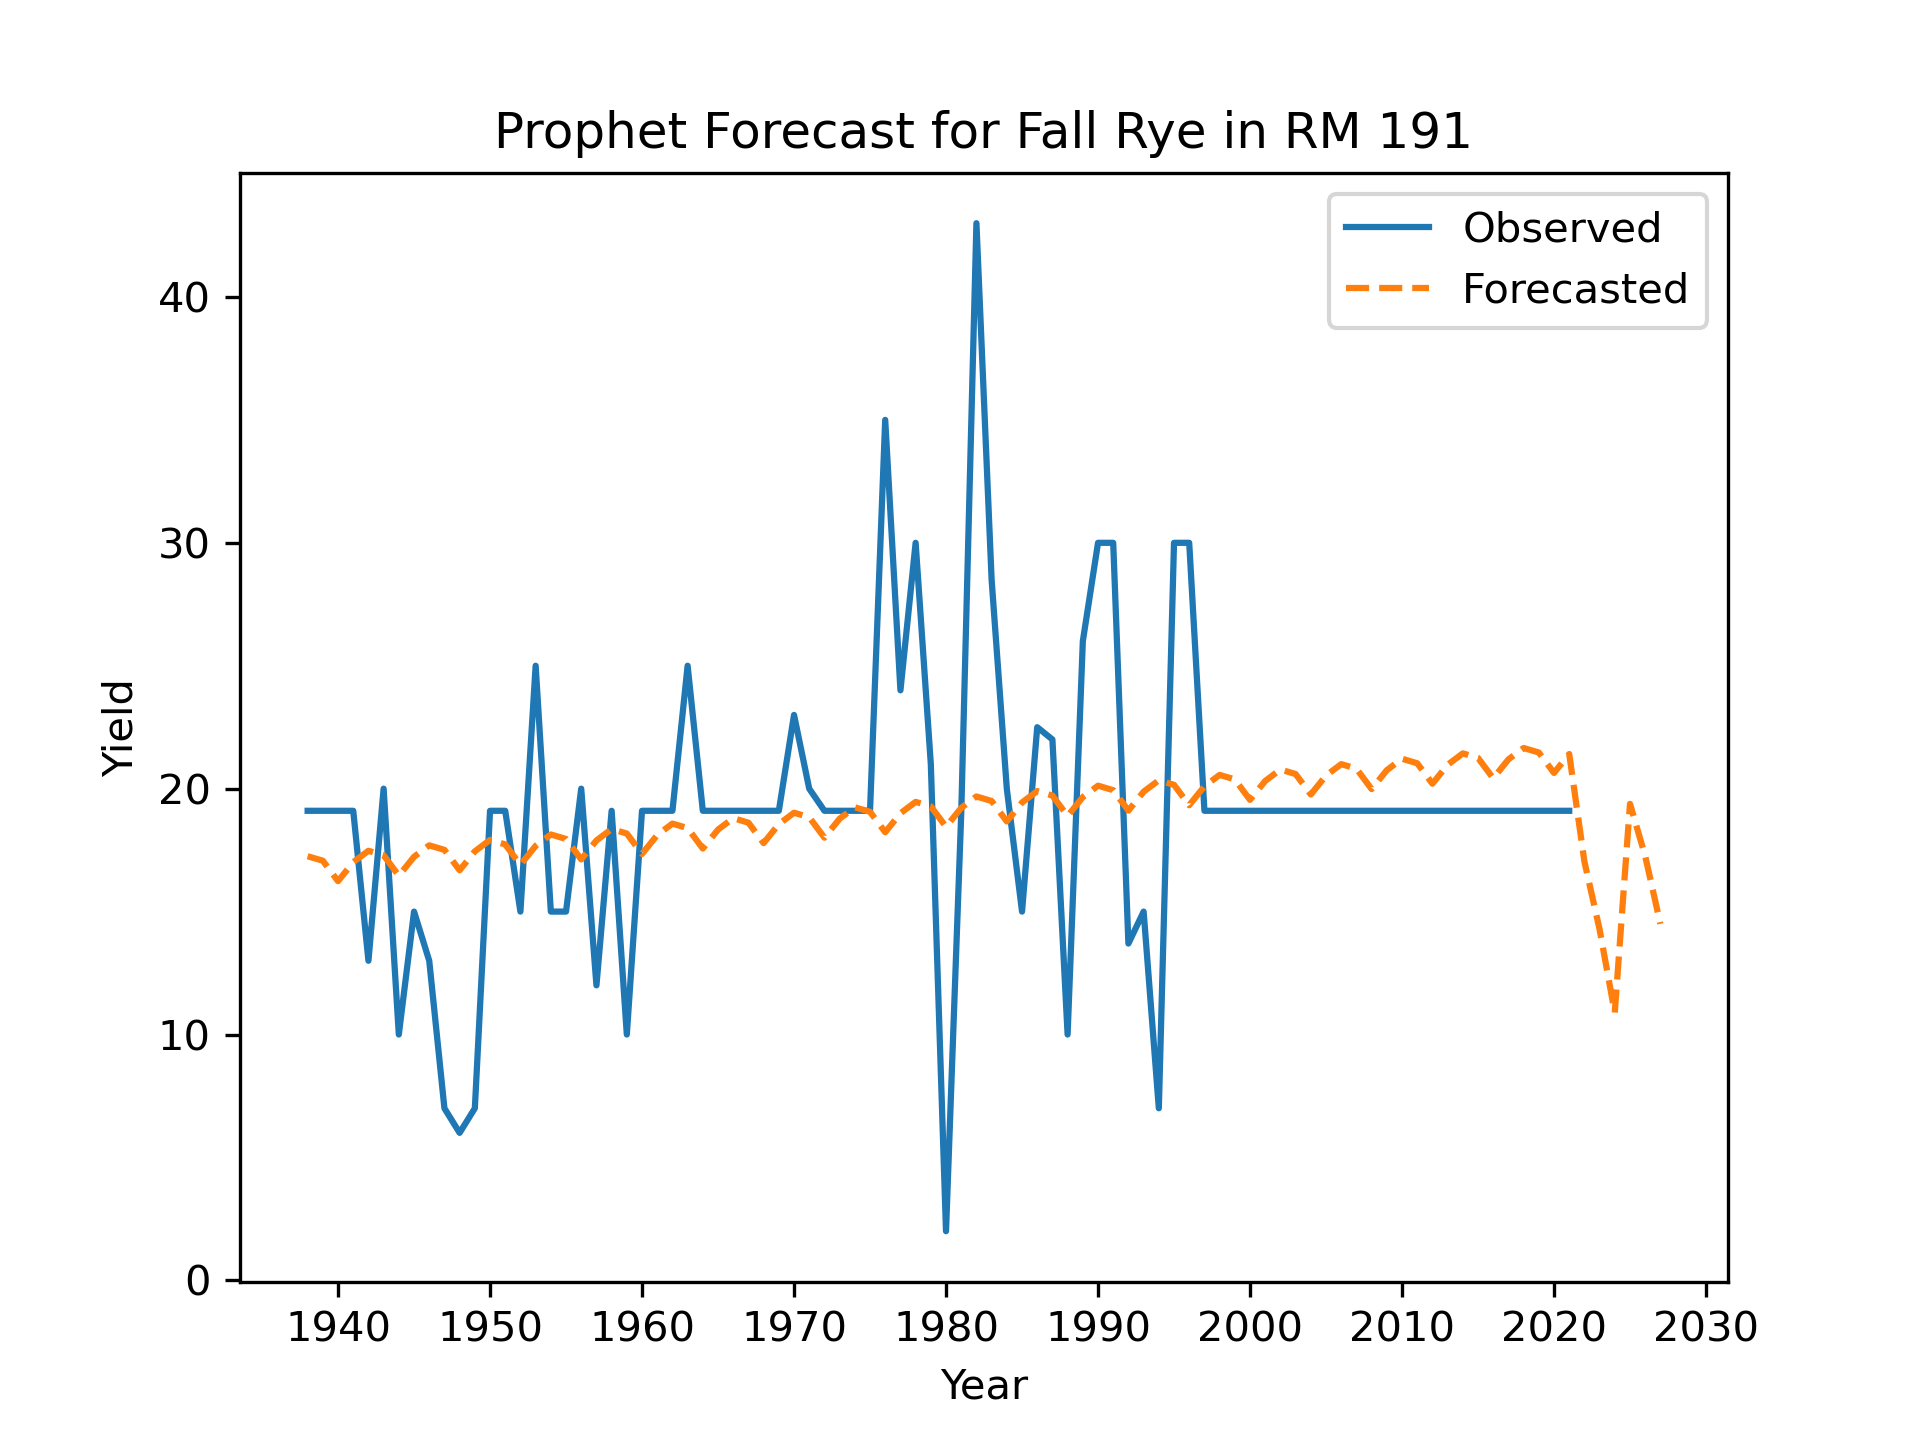 Prophet Forecast for Fall Rye in RM 191
Observed
Forecasted
40
30
20
10
0
Yield
1940 1950 1960 1970 1980 1990 2000 2010 2020 2030
Year